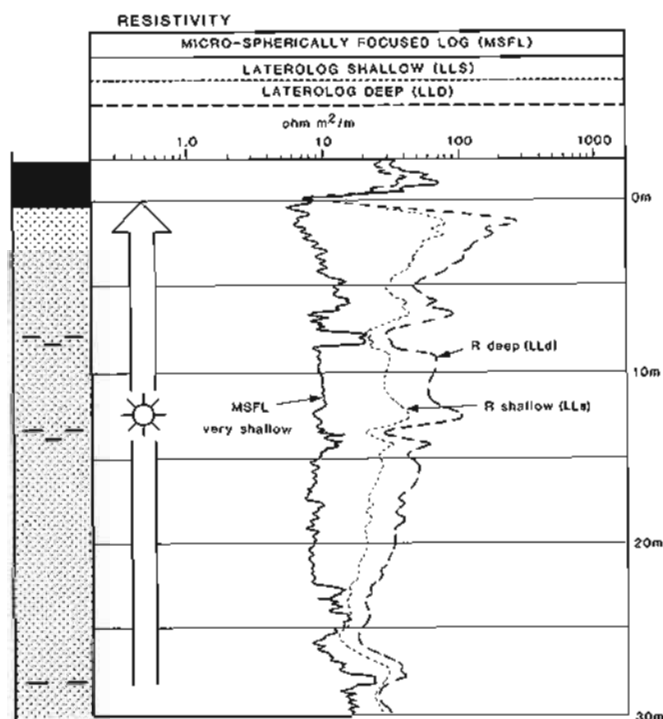 RESISTIVITY
MICRO-SPHERICALLY FOCUSED LOG (MSFL)
LATEROLOG SHALLOW (LLS)
LATEROLOG DEEP (LLD)
ohm m²/m
1.0 10 100 1000
0m
R deep (LLd)
10m
MSFL
very shallow
R shallow (LLs)
20m
30m